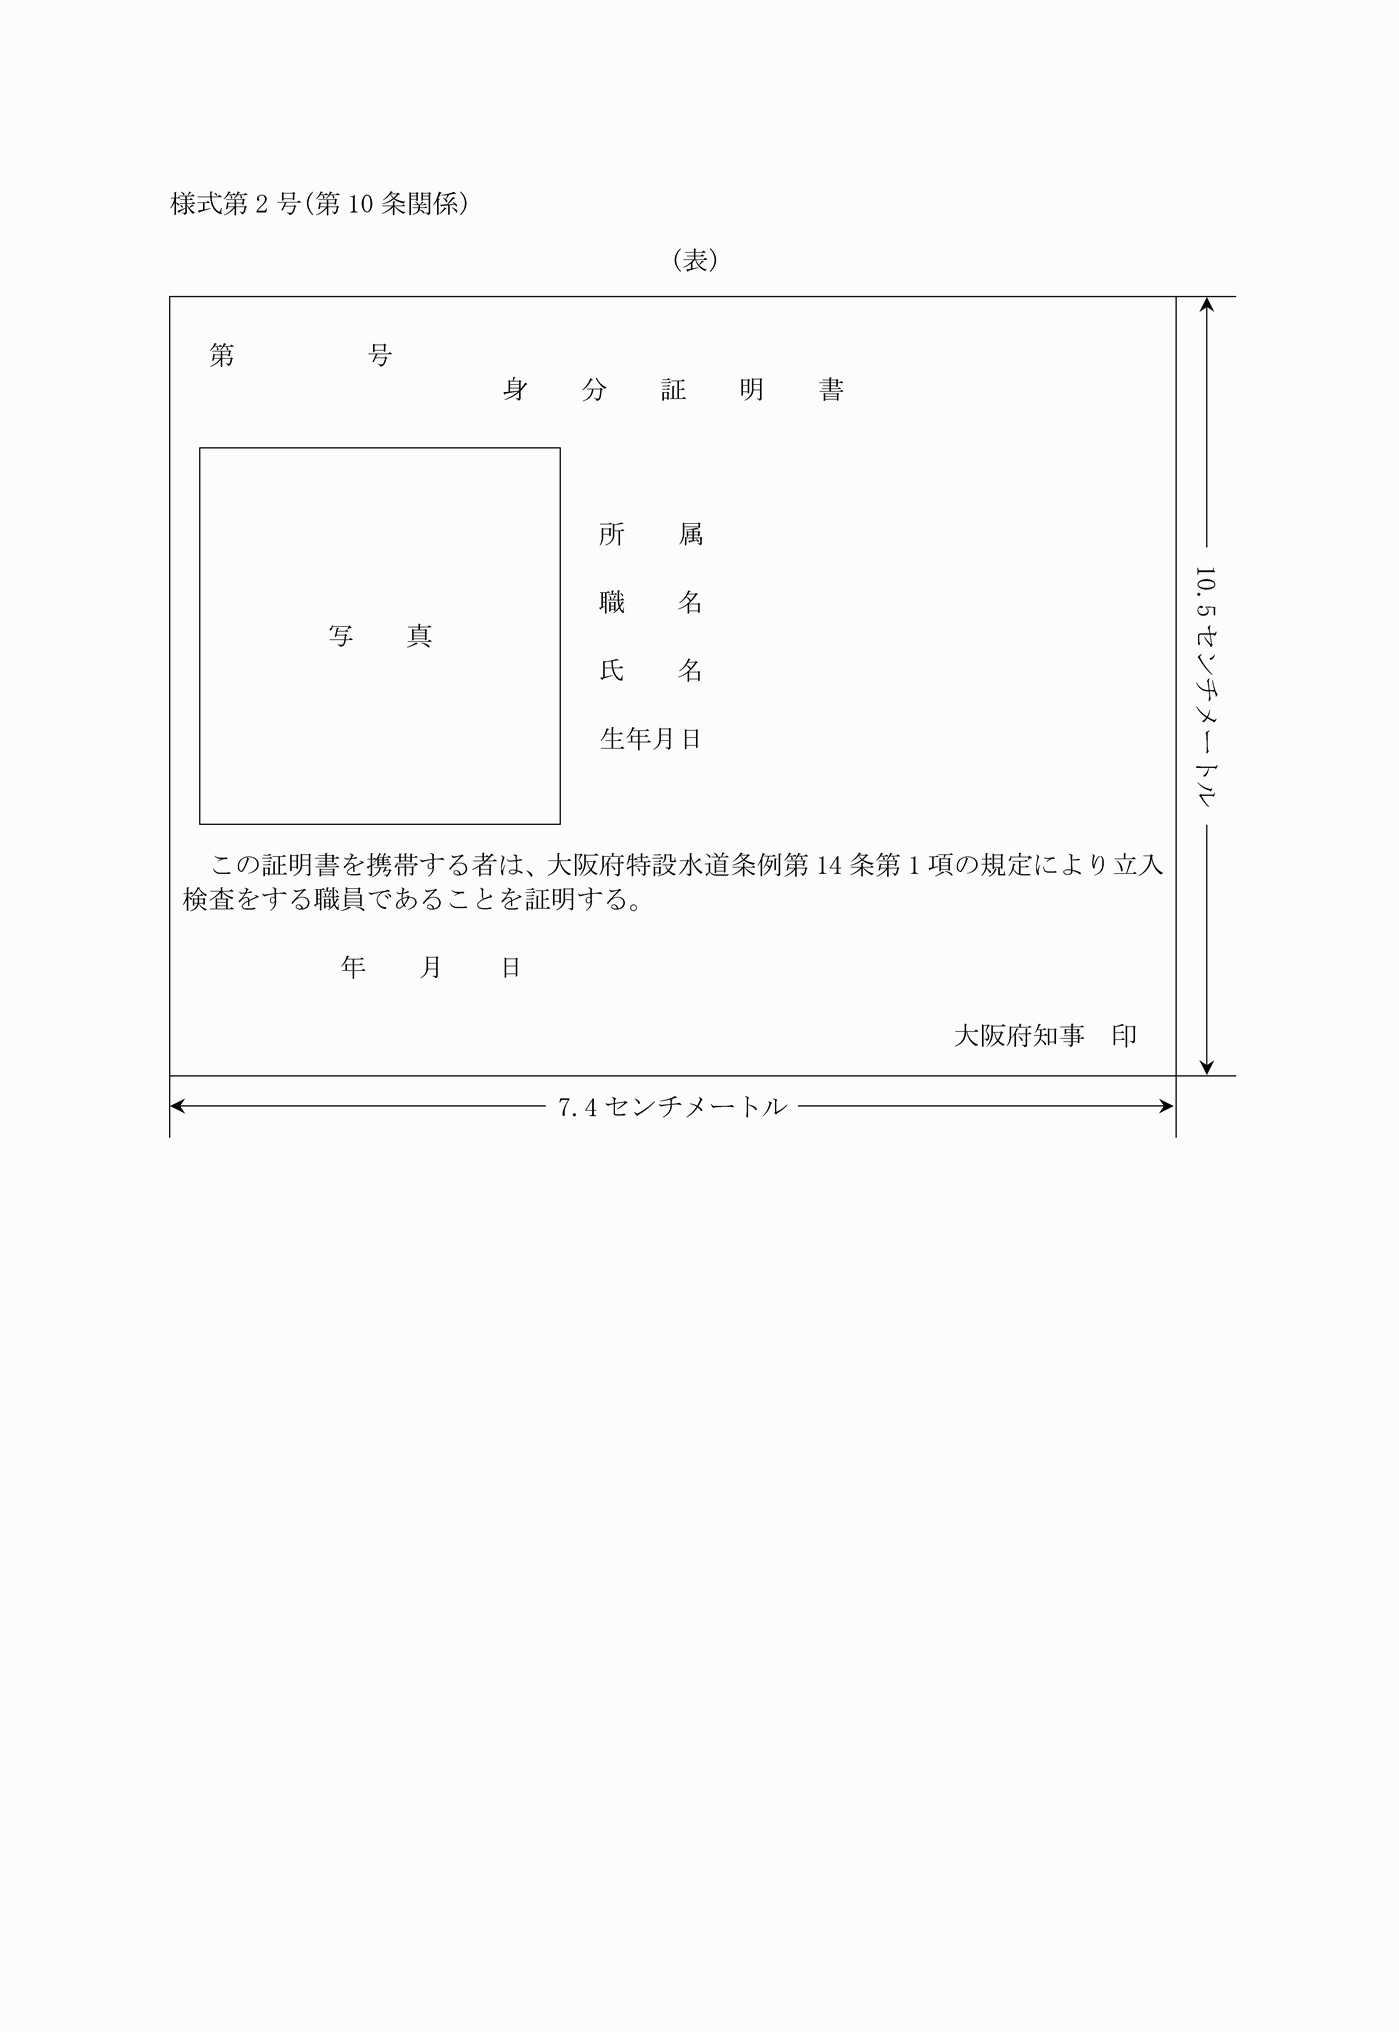 様式第2号(第10条関係)
(表)
第　　　　　号
身　　分　　証　　明　　書
写　　真
所　　属
職　　名
氏　　名
生年月日
この証明書を携帯する者は、大阪府特設水道条例第14条第1項の規定により立入
検査をする職員であることを証明する。
年　　月　　日
大阪府知事　印
10.5センチメートル
7.4センチメートル